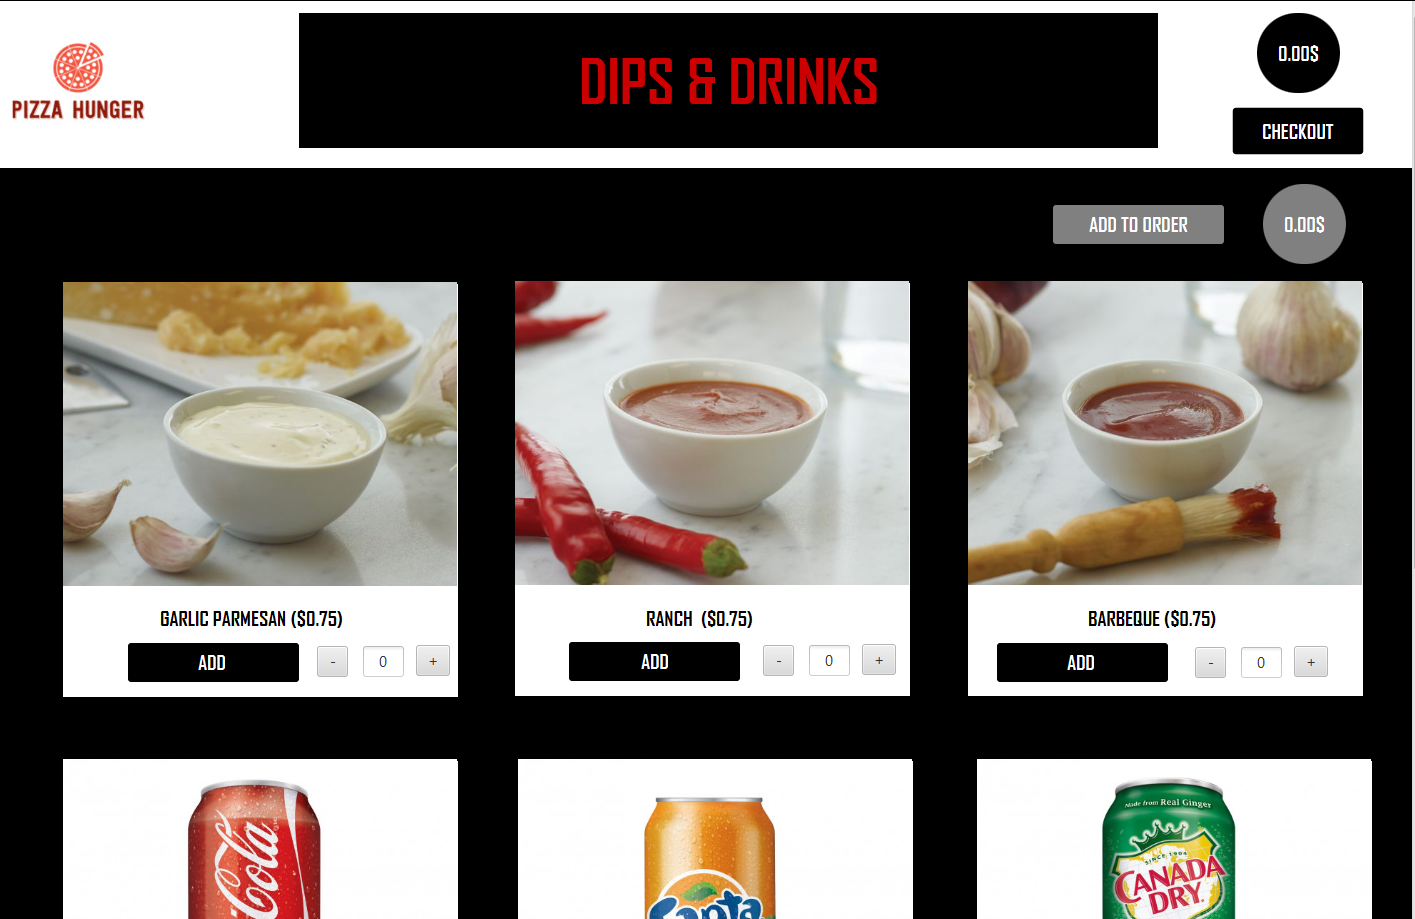 PIZZA HUNGER
DIPS & DRINKS
0.00$
CHECKOUT
ADD TO ORDER
0.00$
GARLIC PARMESAN ($0.75)
ADD - 0 +
RANCH ($0.75)
ADD - 0 +
BARBEQUE ($0.75)
ADD - 0 +
Cola
Fanta
Made from Real Ginger
SINCE 1904
CANADA
DRY